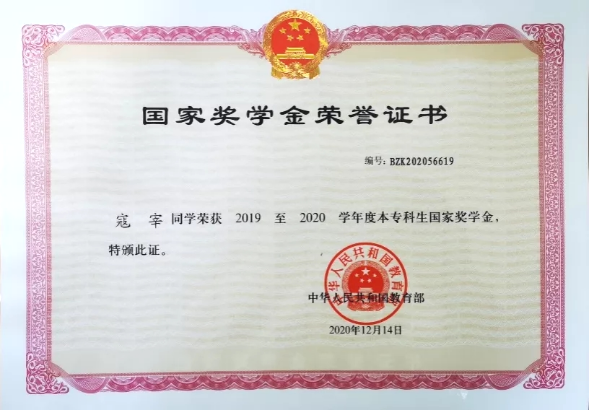 国家奖学金荣誉证书
编号: BZK202056619
寇宰 同学荣获 2019 至 2020 学年度本专科生国家奖学金,
特颁此证。
中华人民共和国教育部
中华人民共和国教育部
2020年12月14日